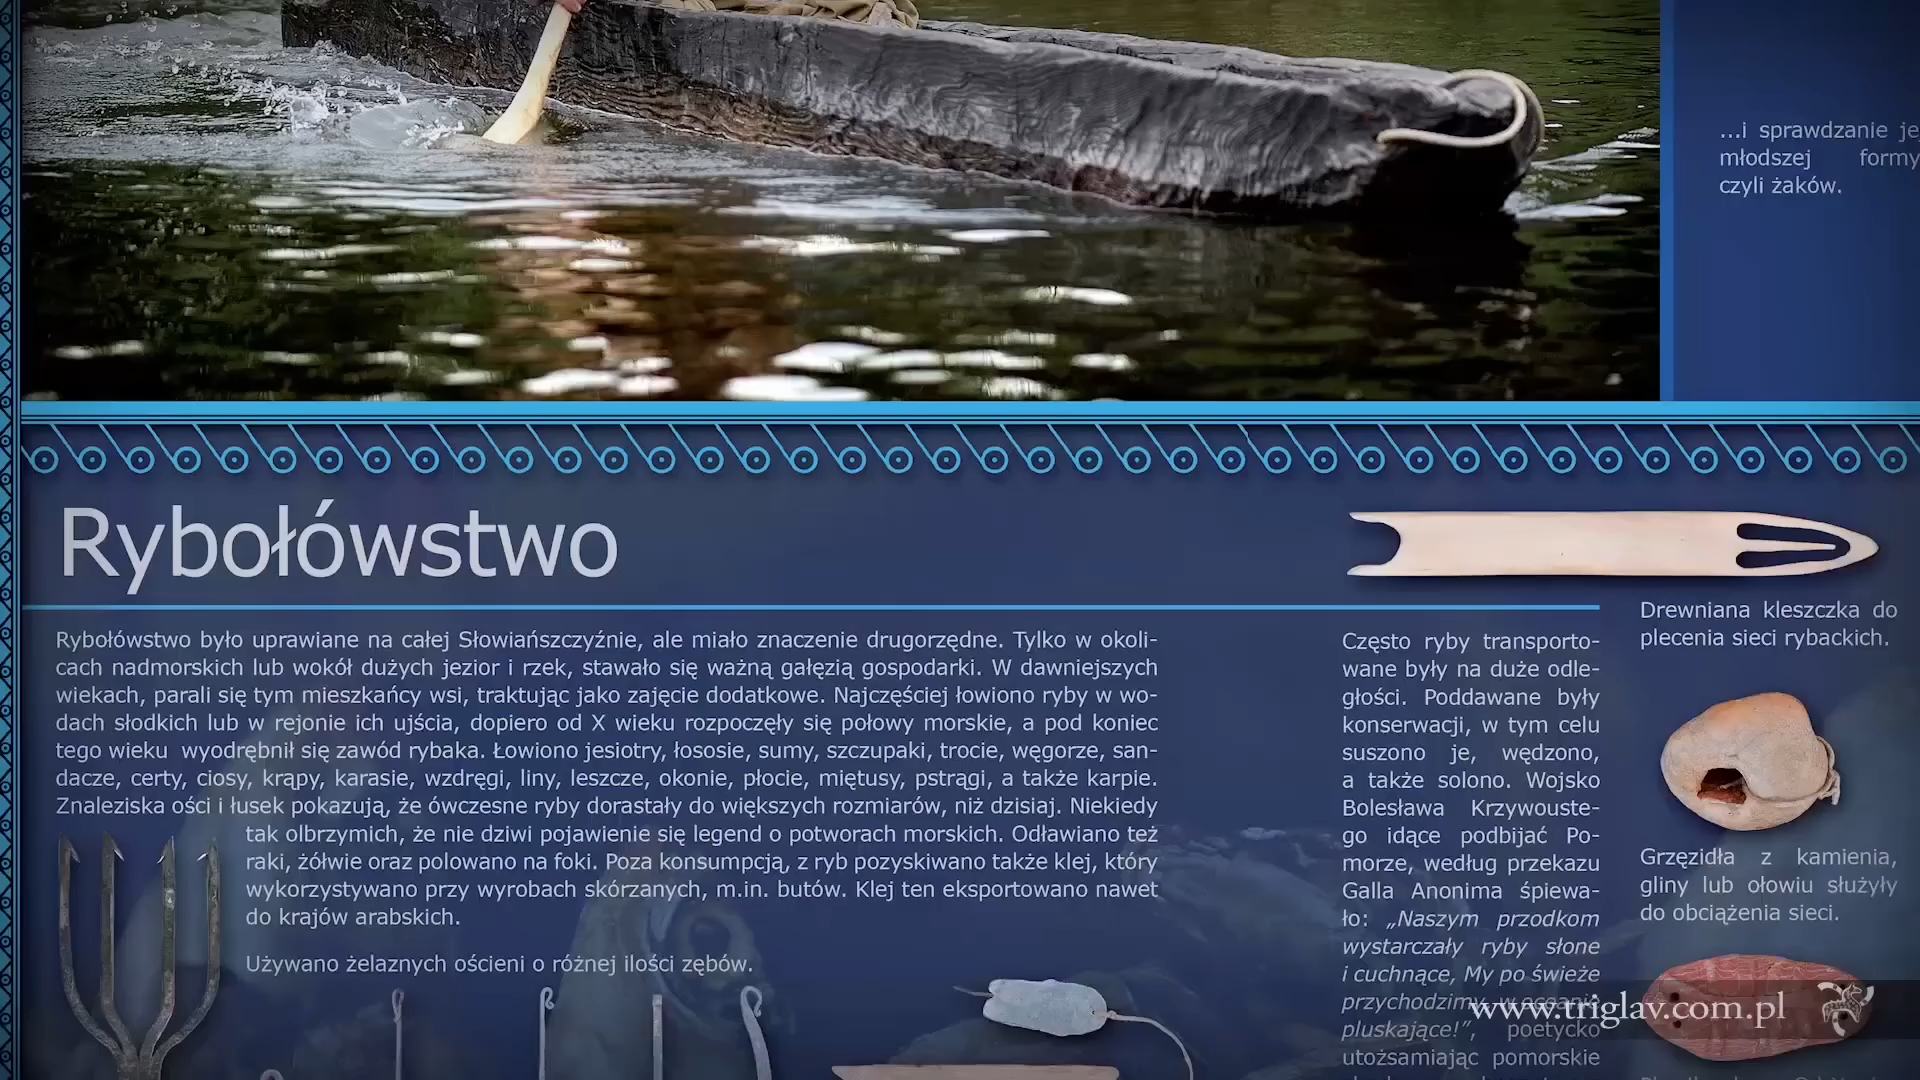 ...i sprawdzanie
młodszej formy
czyli żaków.
Rybołówstwo
Rybołówstwo było uprawiane na całej Słowiańszczyźnie, ale miało znaczenie drugorzędne. Tylko w okoli-
cach nadmorskich lub wokół dużych jezior i rzek, stawało się ważną gałęzią gospodarki. W dawniejszych
wiekach, parali się tym mieszkańcy wsi, traktując jako zajęcie dodatkowe. Najczęściej łowiono ryby w wo-
dach słodkich lub w rejonie ich ujścia, dopiero od X wieku rozpoczęły się połowy morskie, a pod koniec
tego wieku wyodrębnił się zawód rybaka. Łowiono jesiotry, łososie, sumy, szczupaki, trocie, węgorze, san-
dacze, certy, ciosy, krąpy, karasie, wzdręgi, liny, leszcze, okonie, płocie, miętusy, pstrągi, a także karpie.
Znaleziska ości i łusek pokazują, że ówczesne ryby dorastały do większych rozmiarów, niż dzisiaj. Niekiedy
tak olbrzymich, że nie dziwi pojawienie się legend o potworach morskich. Odławiano też
raki, żółwie oraz polowano na foki. Poza konsumpcją, z ryb pozyskiwano także klej, który
wykorzystywano przy wyrobach skórzanych, m.in. butów. Klej ten eksportowano nawet
do krajów arabskich.
Używano żelaznych ościeni o różnej ilości zębów.
Często ryby transporto-
wane były na duże odle-
głości. Poddawane były
konserwacji, w tym celu
suszono je, wędzono,
a także solono. Wojsko
Bolesława Krzywouste-
go idące podbijać Po-
morze, według przekazu
Galla Anonima śpiewa-
ło: „Naszym przodkom
wystarczały ryby słone
i cuchnące, My po świeże
przychodzimy, w oceanie
pluskające!”, poetycko
utożsamiając pomorskie
Drewniana kleszczka do
plecenia sieci rybackich.
Grzęzidła z kamienia,
gliny lub ołowiu służyły
do obciążenia sieci.
www.triglav.com.pl